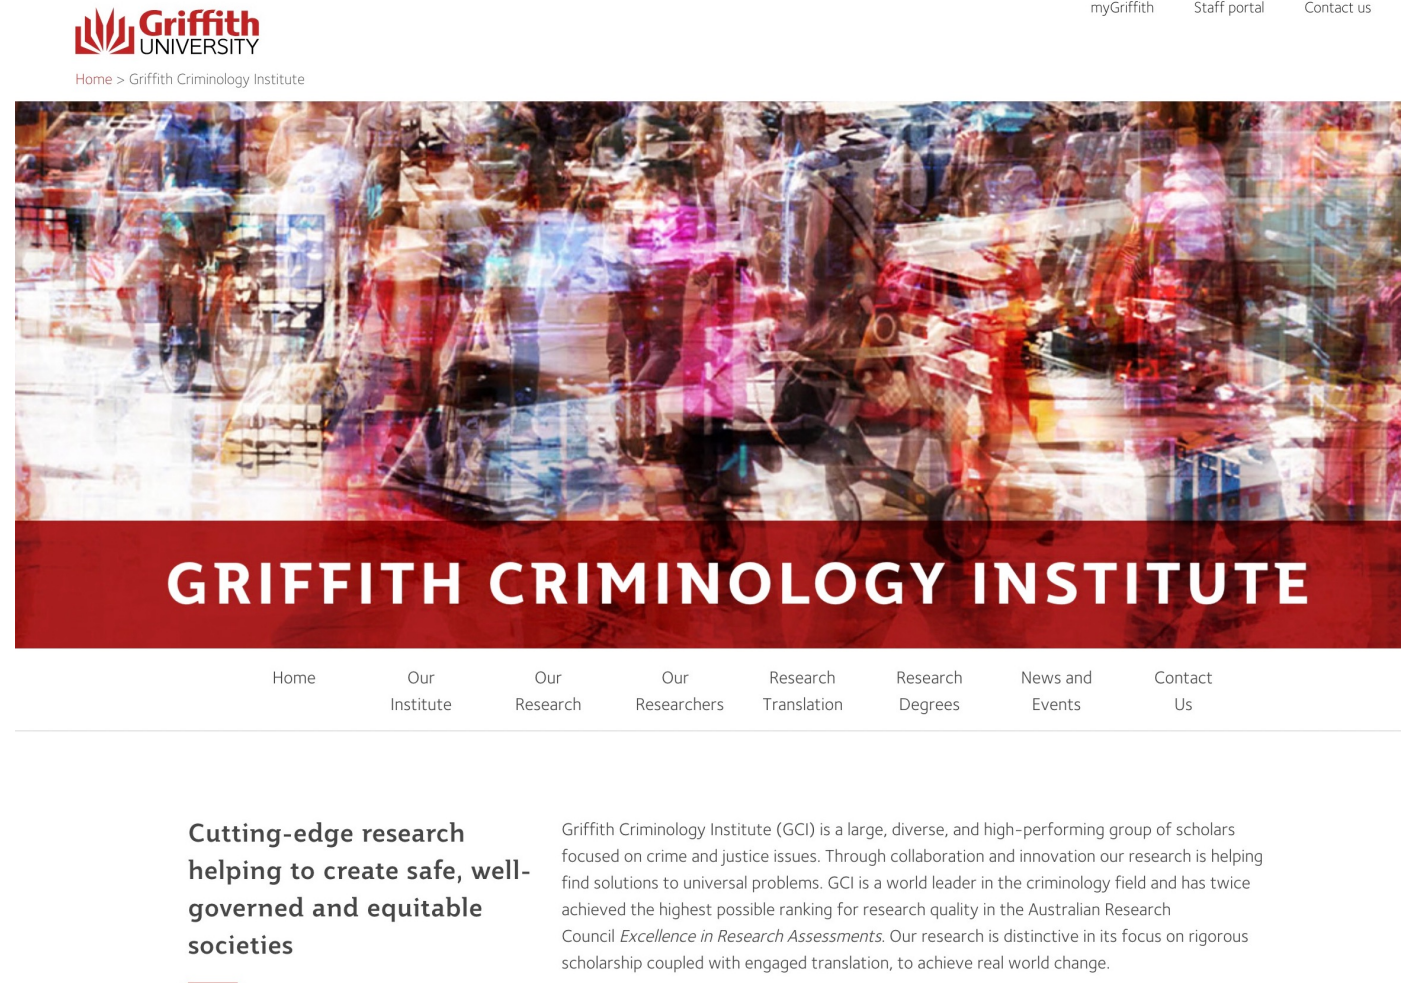 Griffith
UNIVERSITY
myGriffith
Staff portal
Contact us
Home > Griffith Criminology Institute
GRIFFITH CRIMINOLOGY INSTITUTE
Home
Our
Institute
Our
Research
Our
Researchers
Research
Translation
Research
Degrees
News and
Events
Contact
Us
Cutting-edge research
helping to create safe, well-
governed and equitable
societies
Griffith Criminology Institute (GCI) is a large, diverse, and high-performing group of scholars
focused on crime and justice issues. Through collaboration and innovation our research is helping
find solutions to universal problems. GCI is a world leader in the criminology field and has twice
achieved the highest possible ranking for research quality in the Australian Research
Council Excellence in Research Assessments. Our research is distinctive in its focus on rigorous
scholarship coupled with engaged translation, to achieve real world change.